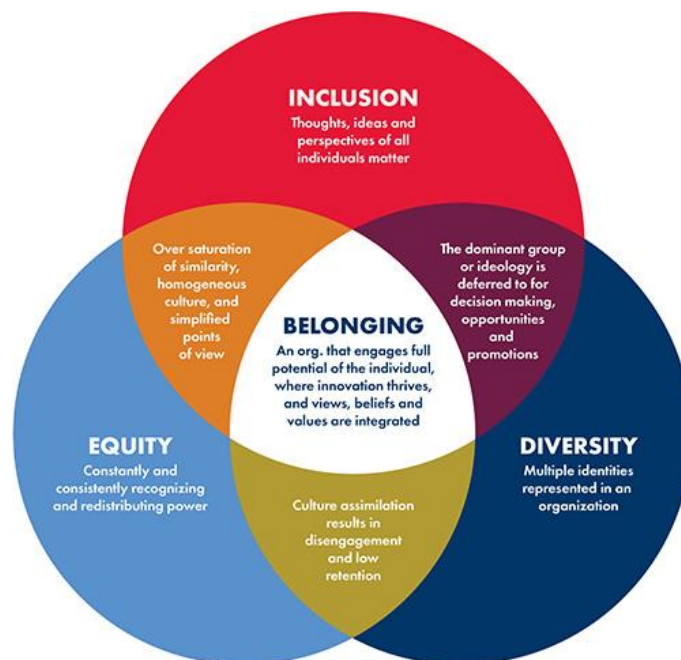 INCLUSION
Thoughts, ideas and
perspectives of all
individuals matter
Over saturation
of similarity,
homogeneous
culture, and
simplified
points
of view
The dominant group
or ideology is
deferred to for
decision making,
opportunities
and
promotions
BELONGING
An org. that engages full
potential of the individual,
where innovation thrives,
and views, beliefs and
values are integrated
EQUITY
Constantly and
consistently recognizing
and redistributing power
DIVERSITY
Multiple identities
represented in an
organization
Culture assimilation
results in
disengagement
and low
retention